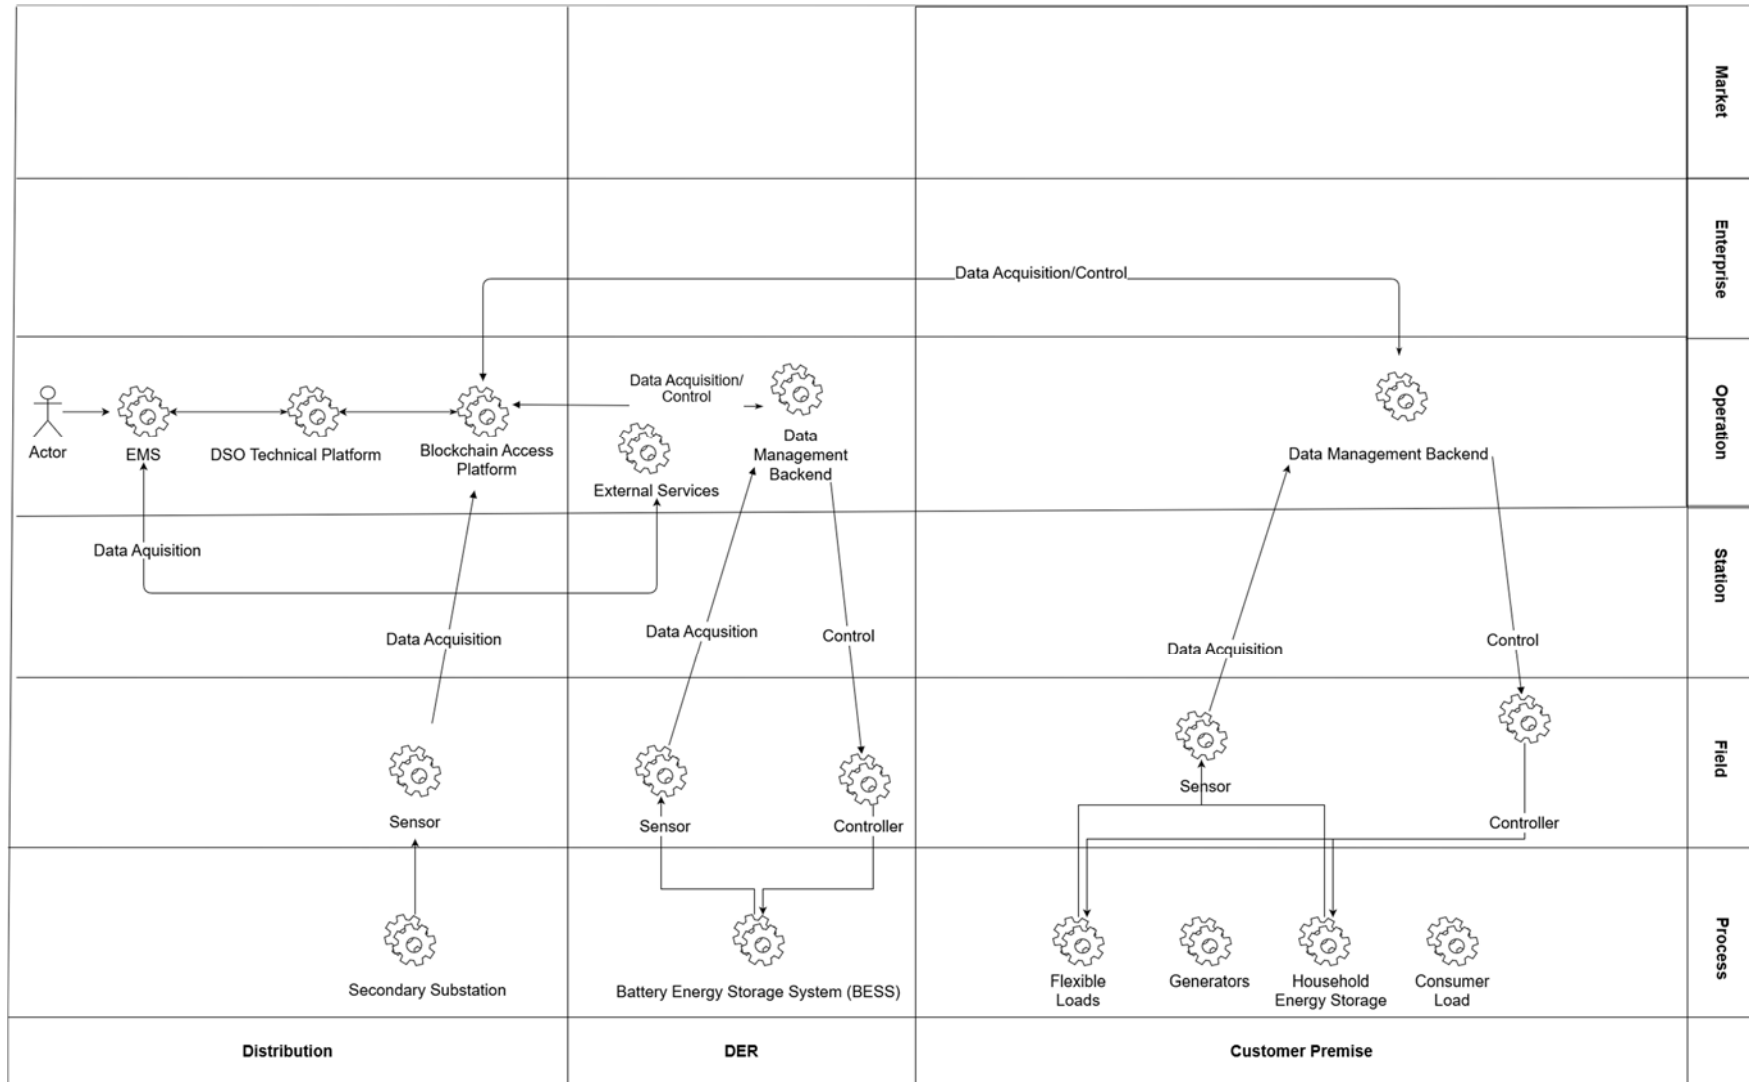 Market
Enterprise
Data Acquisition/Control
Operation
Actor
EMS
DSO Technical Platform
Blockchain Access
Platform
Data Acquisition/
Control
External Services
Data
Management
Backend
Data Management Backend
Station
Data Aquisition
Data Acquisition
Data Acqusition
Control
Data Acquisition
Control
Field
Sensor
Sensor
Controller
Sensor
Controller
Process
Secondary Substation
Battery Energy Storage System (BESS)
Flexible
Loads
Generators
Household
Energy Storage
Consumer
Load
Distribution
DER
Customer Premise